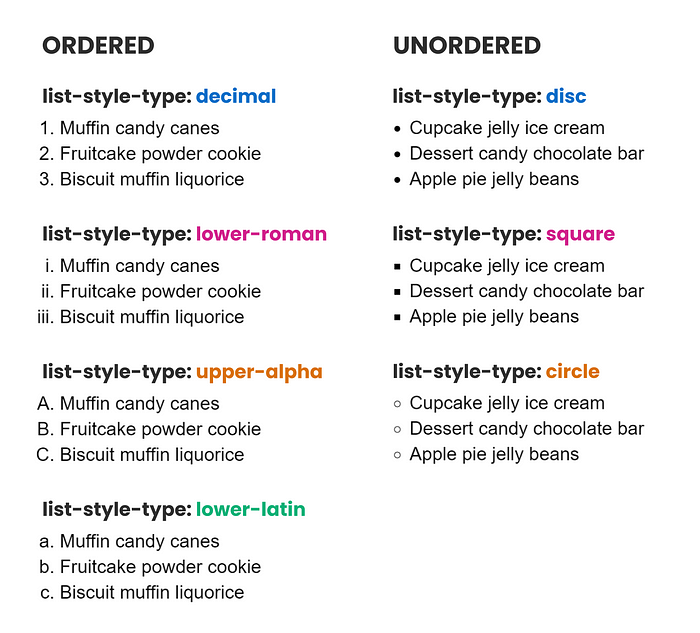 ORDERED
list-style-type: decimal
1. Muffin candy canes
2. Fruitcake powder cookie
3. Biscuit muffin liquorice
list-style-type: lower-roman
i. Muffin candy canes
ii. Fruitcake powder cookie
iii. Biscuit muffin liquorice
list-style-type: upper-alpha
A. Muffin candy canes
B. Fruitcake powder cookie
C. Biscuit muffin liquorice
list-style-type: lower-latin
a. Muffin candy canes
b. Fruitcake powder cookie
c. Biscuit muffin liquorice
UNORDERED
list-style-type: disc
• Cupcake jelly ice cream
• Dessert candy chocolate bar
• Apple pie jelly beans
list-style-type: square
▪ Cupcake jelly ice cream
▪ Dessert candy chocolate bar
▪ Apple pie jelly beans
list-style-type: circle
○ Cupcake jelly ice cream
○ Dessert candy chocolate bar
○ Apple pie jelly beans